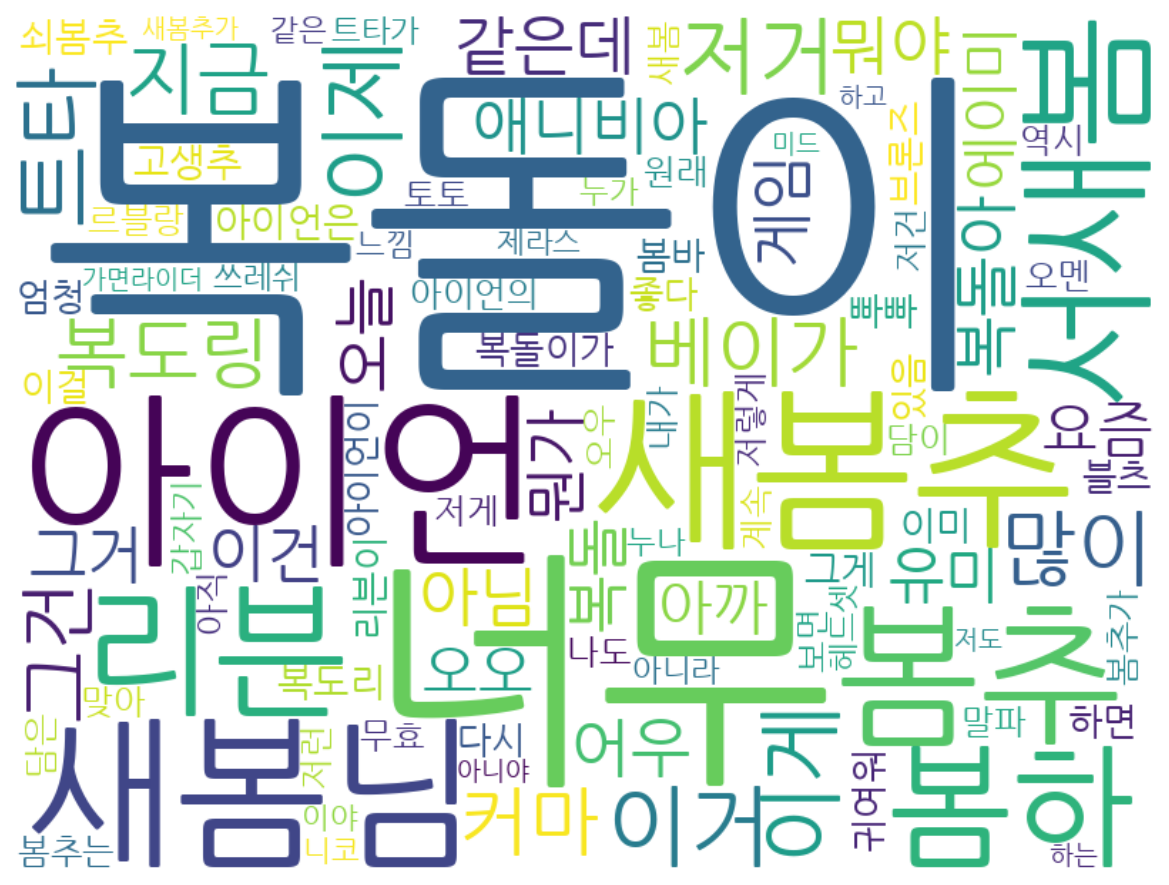 쇠봄추
새봄추가
같은
트타가
같은데
새봄
저거
뭐야
에이미
서새봄
트타
지금
이제
복돌이
애니비아
하고
미드
게임
브론즈
역시
고생추
토토
누가
원래
르블랑
아이언은
느낌
제라스
봄바
저건
복돌아
오멘
엄청
가면라이더
쓰레쉬
아이언의
좋다
빠빠
복도링
오늘
복돌이가
베이가
이걸
아이언
아이언이
뭔가
오우
새봄추
내가
저렇게
있음
담이
요즘
블츠
저게
계속
갑자기
그거
이건
복돌
누나
이미
많이
그건
아직
리븐
리븐이
아님
너무
아까
그게
유미
헤드셋
보면
봄추
저도
봄추가
맞아
복도리
오오
나도
아니라
담은
새봄님
저런
무효
다시
아니야
어우
이게
말파
하면
귀여워
봄하
봄추는
이야
니코
커마
이거
하는